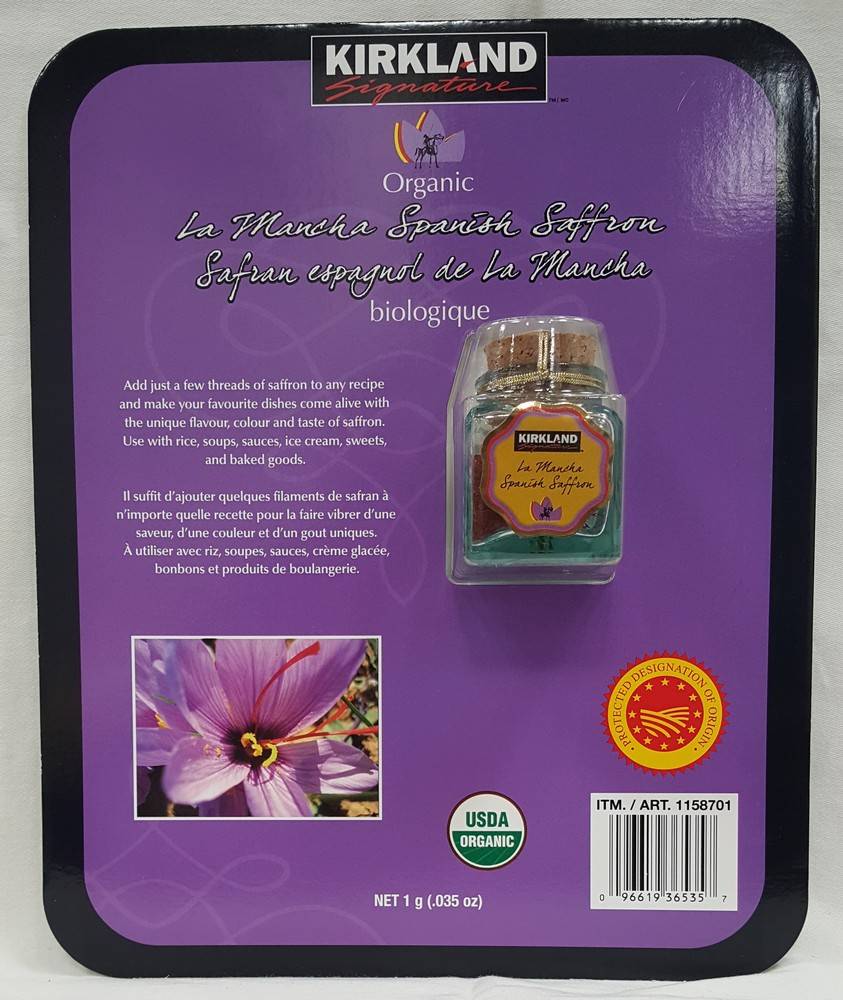 KIRKLAND
Signature
TM/MC
Organic
La Mancha Spanish Saffron
Safran espagnol de La Mancha
biologique
Add just a few threads of saffron to any recipe
and make your favourite dishes come alive with
the unique flavour, colour and taste of saffron.
Use with rice, soups, sauces, ice cream, sweets,
and baked goods.
Il suffit d'ajouter quelques filaments de safran à
n'importe quelle recette pour la faire vibrer d'une
saveur, d'une couleur et d'un gout uniques.
À utiliser avec riz, soupes, sauces, crème glacée,
bonbons et produits de boulangerie.
KIRKLAND
Signature
La Mancha
Spanish Saffron
PROTECTED DESIGNATION OF ORIGIN
USDA
ORGANIC
ITM. / ART. 1158701
0 96619 36535 7
NET 1 g (.035 oz)